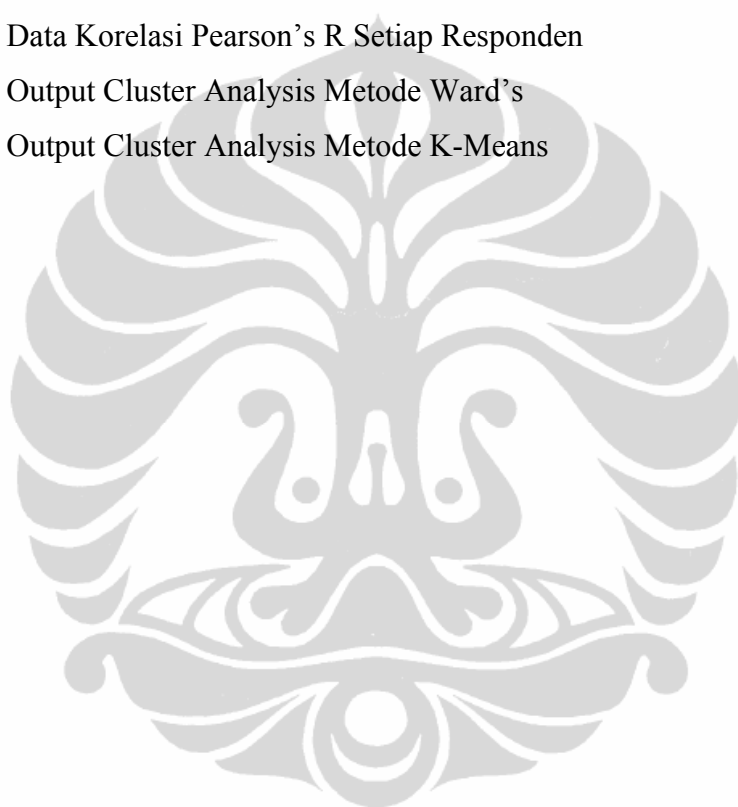 Data Korelasi Pearson’s R Setiap Responden
Output Cluster Analysis Metode Ward’s
Output Cluster Analysis Metode K-Means